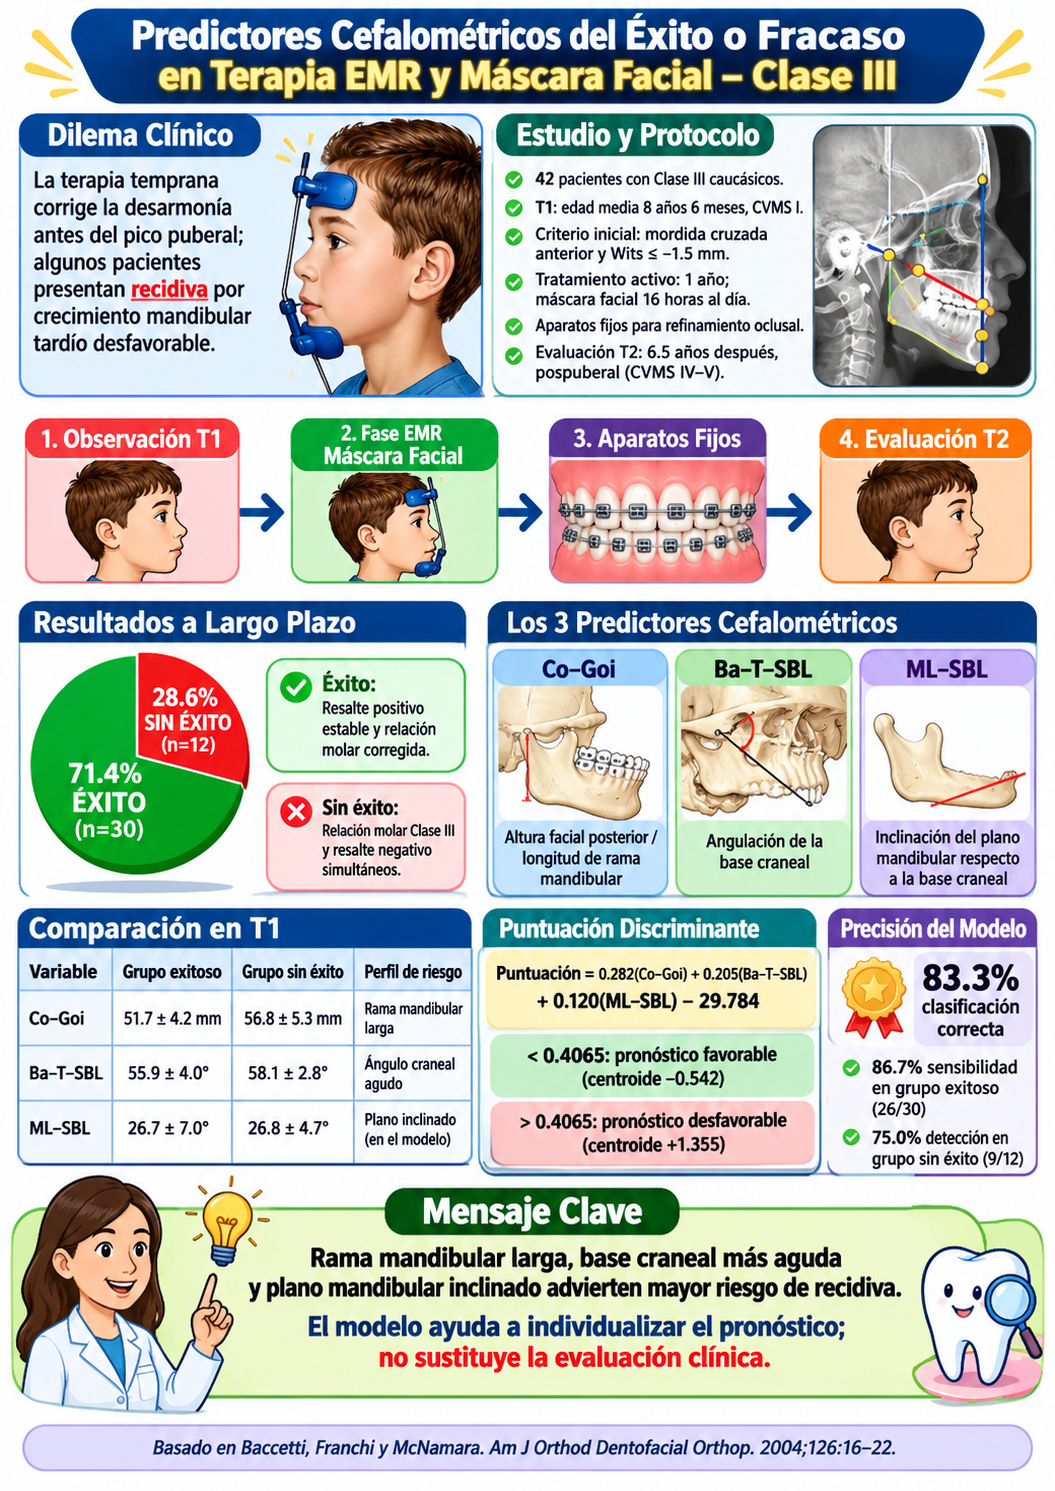 Predictores Cefalométricos del Éxito o Fracaso
en Terapia EMR y Máscara Facial – Clase III
Dilema Clínico
La terapia temprana
corrige la desarmonía
antes del pico puberal;
algunos pacientes
presentan recidiva por
crecimiento mandibular
tardío desfavorable.
Estudio y Protocolo
42 pacientes con Clase III caucásicos.
T1: edad media 8 años 6 meses, CVMS I.
Criterio inicial: mordida cruzada
anterior y Wits ≤ –1.5 mm.
Tratamiento activo: 1 año;
máscara facial 16 horas al día.
Aparatos fijos para refinamiento oclusal.
Evaluación T2: 6.5 años después,
pospuberal (CVMS IV–V).
1. Observación T1
2. Fase EMR
Máscara Facial
3. Aparatos Fijos
4. Evaluación T2
Resultados a Largo Plazo
28.6%
SIN ÉXITO
(n=12)
71.4%
ÉXITO
(n=30)
Éxito:
Resalte positivo
estable y relación
molar corregida.
Sin éxito:
Relación molar Clase III
y resalte negativo
simultáneos.
Los 3 Predictores Cefalométricos
Co–Goi
Altura facial posterior /
longitud de rama
mandibular
Ba–T–SBL
Angulación de la
base craneal
ML–SBL
Inclinación del plano
mandibular respecto
a la base craneal
Comparación en T1
Variable Grupo exitoso Grupo sin éxito Perfil de riesgo
Co–Goi 51.7 ± 4.2 mm 56.8 ± 5.3 mm Rama mandibular
larga
Ba–T–SBL 55.9 ± 4.0° 58.1 ± 2.8° Ángulo craneal
agudo
ML–SBL 26.7 ± 7.0° 26.8 ± 4.7° Plano inclinado
(en el modelo)
Puntuación Discriminante
Puntuación = 0.282(Co–Goi) + 0.205(Ba–T–SBL)
+ 0.120(ML–SBL) – 29.784
< 0.4065: pronóstico favorable
(centroide –0.542)
> 0.4065: pronóstico desfavorable
(centroide +1.355)
Precisión del Modelo
83.3%
clasificación
correcta
86.7% sensibilidad
en grupo exitoso
(26/30)
75.0% detección en
grupo sin éxito (9/12)
Mensaje Clave
Rama mandibular larga, base craneal más aguda
y plano mandibular inclinado advierten mayor riesgo de recidiva.
El modelo ayuda a individualizar el pronóstico;
no sustituye la evaluación clínica.
Basado en Baccetti, Franchi y McNamara. Am J Orthod Dentofacial Orthop. 2004;126:16–22.